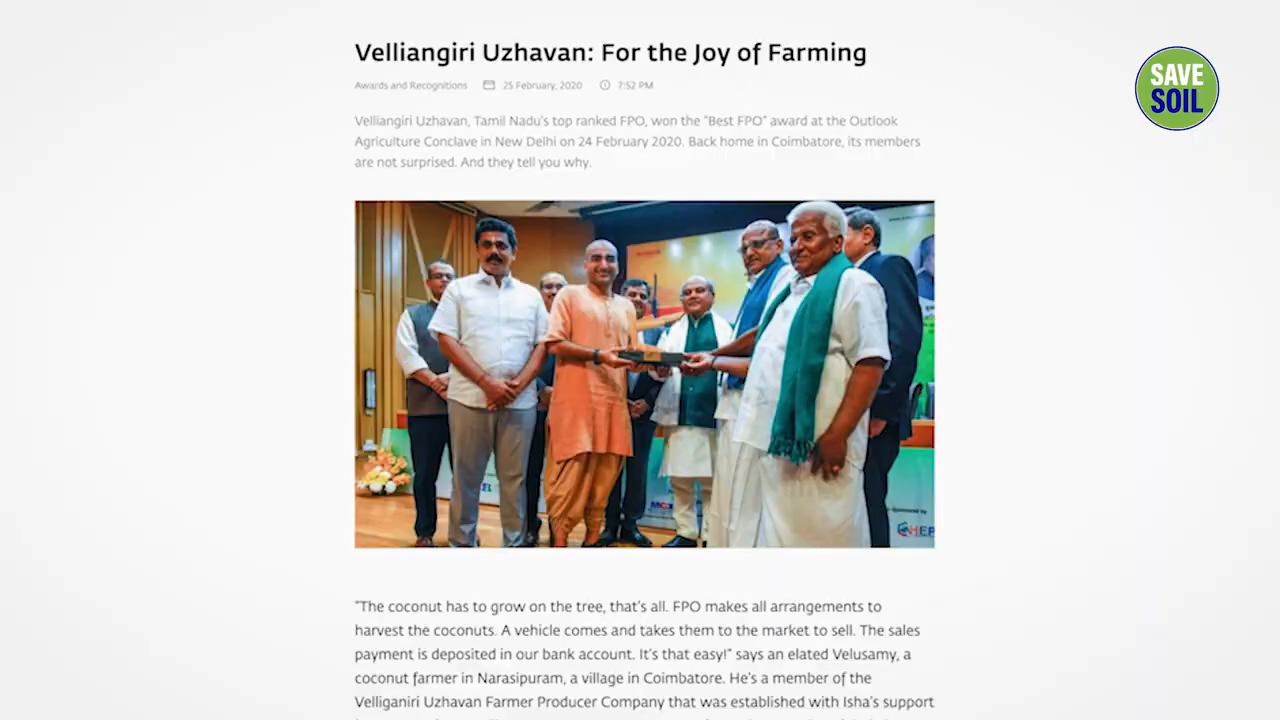 Velliangiri Uzhavan: For the Joy of Farming
SAVE
SOIL
Awards and Recognitions 25 February, 2020 7:52 PM
Velliangiri Uzhavan, Tamil Nadu's top ranked FPO, won the "Best FPO" award at the Outlook
Agriculture Conclave in New Delhi on 24 February 2020. Back home in Coimbatore, its members
are not surprised. And they tell you why.
"The coconut has to grow on the tree, that's all. FPO makes all arrangements to
harvest the coconuts. A vehicle comes and takes them to the market to sell. The sales
payment is deposited in our bank account. It's that easy!" says an elated Velusamy, a
coconut farmer in Narasipuram, a village in Coimbatore. He's a member of the
Velliganiri Uzhavan Farmer Producer Company that was established with Isha's support